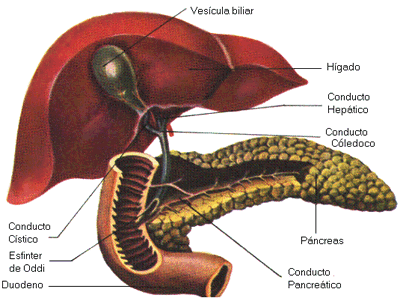 Vesícula biliar
Hígado
Conducto
Hepático
Conducto
Cóledoco
Conducto
Cístico
Esfinter
de Oddi
Duodeno
Páncreas
Conducto
Pancreático